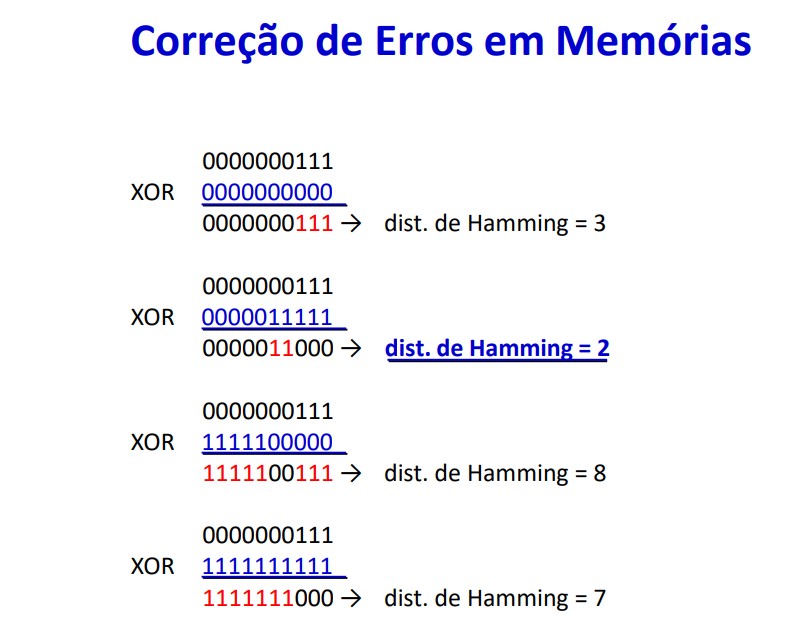 Correção de Erros em Memórias
0000000111
XOR 0000000000
0000000111 → dist. de Hamming = 3
0000000111
XOR 0000011111
0000011000 → dist. de Hamming = 2
0000000111
XOR 1111100000
1111100111 → dist. de Hamming = 8
0000000111
XOR 1111111111
1111111000 → dist. de Hamming = 7